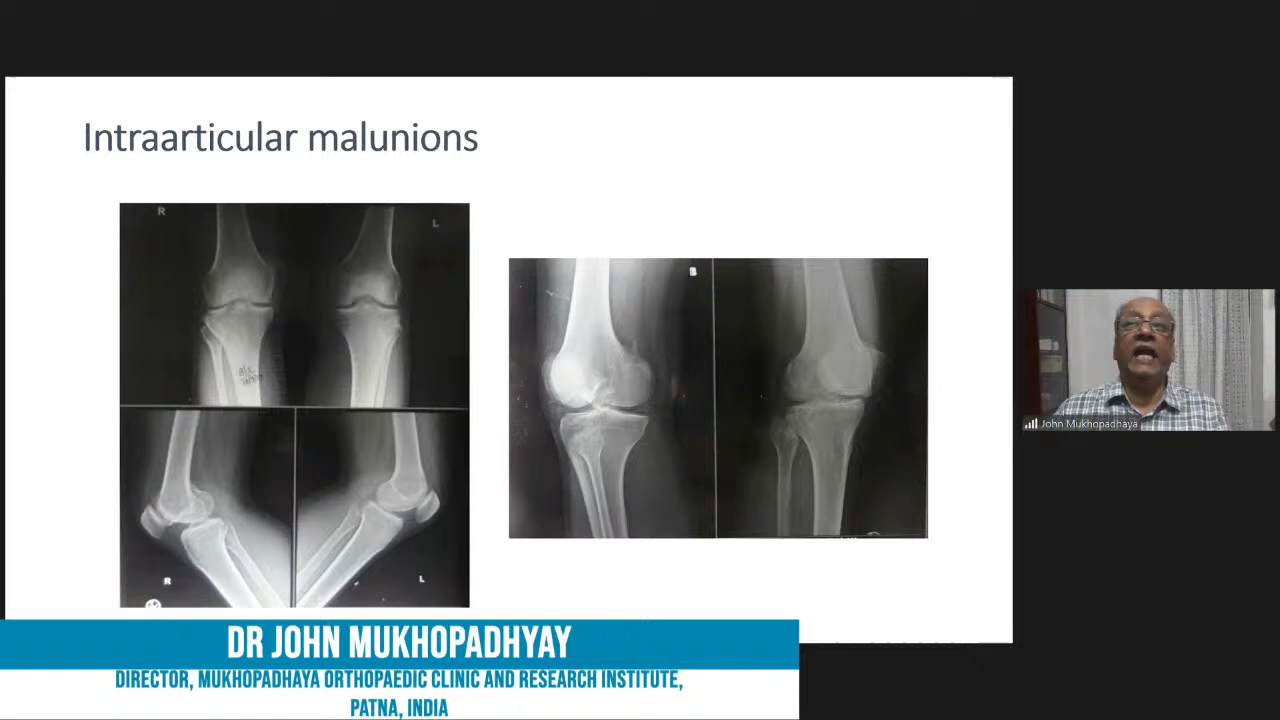 Intraarticular malunions
R
L
R
L
John Mukhopadhaya
DR JOHN MUKHOPADHYAY
DIRECTOR, MUKHOPADHAYA ORTHOPAEDIC CLINIC AND RESEARCH INSTITUTE,
PATNA, INDIA